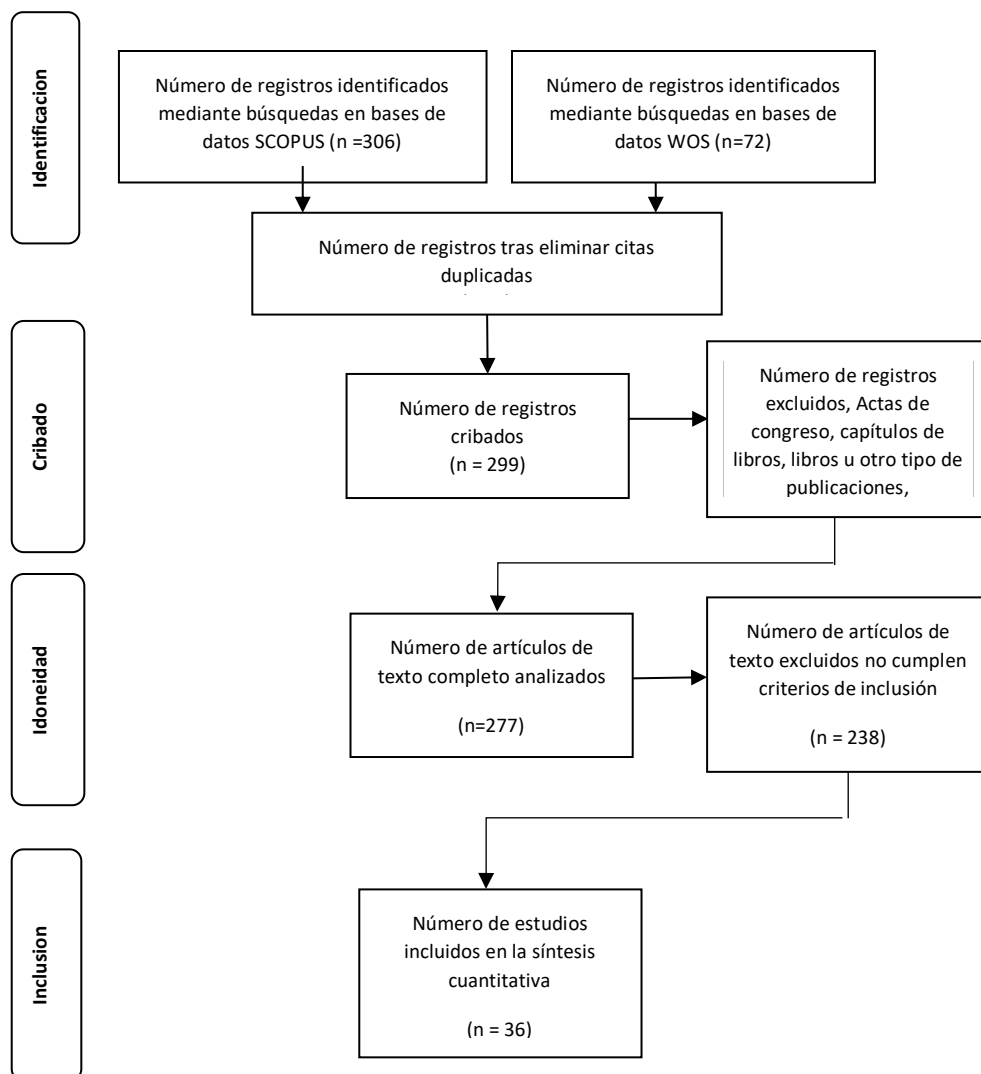 Identificacion
Número de registros identificados
mediante búsquedas en bases de
datos SCOPUS (n =306)
Número de registros identificados
mediante búsquedas en bases de
datos WOS (n=72)
Número de registros tras eliminar citas
duplicadas
Cribado
Número de registros
cribados
(n = 299)
Número de registros
excluidos, Actas de
congreso, capítulos de
libros, libros u otro tipo de
publicaciones,
Idoneidad
Número de artículos de
texto completo analizados
(n=277)
Número de artículos de
texto excluidos no cumplen
criterios de inclusión
(n = 238)
Inclusion
Número de estudios
incluidos en la síntesis
cuantitativa
(n = 36)